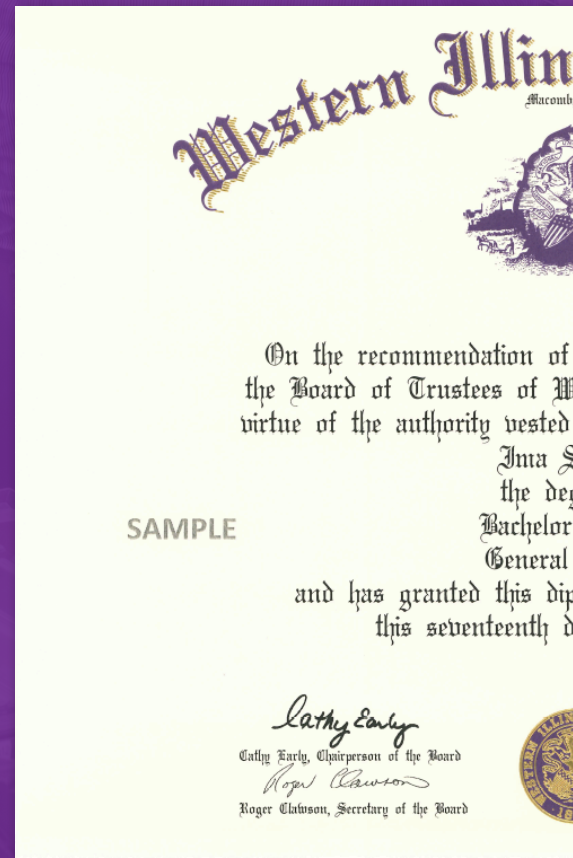 Western Illin
Macomb
On the recommendation of
the Board of Trustees of W
virtue of the authority vested
Ima S
the deg
SAMPLE
Bachelor
General
and has granted this dip
this seventeenth d
Cathy Early
Cathy Early, Chairperson of the Board
Roger Clawson
Roger Clawson, Secretary of the Board
WESTERN ILLIN